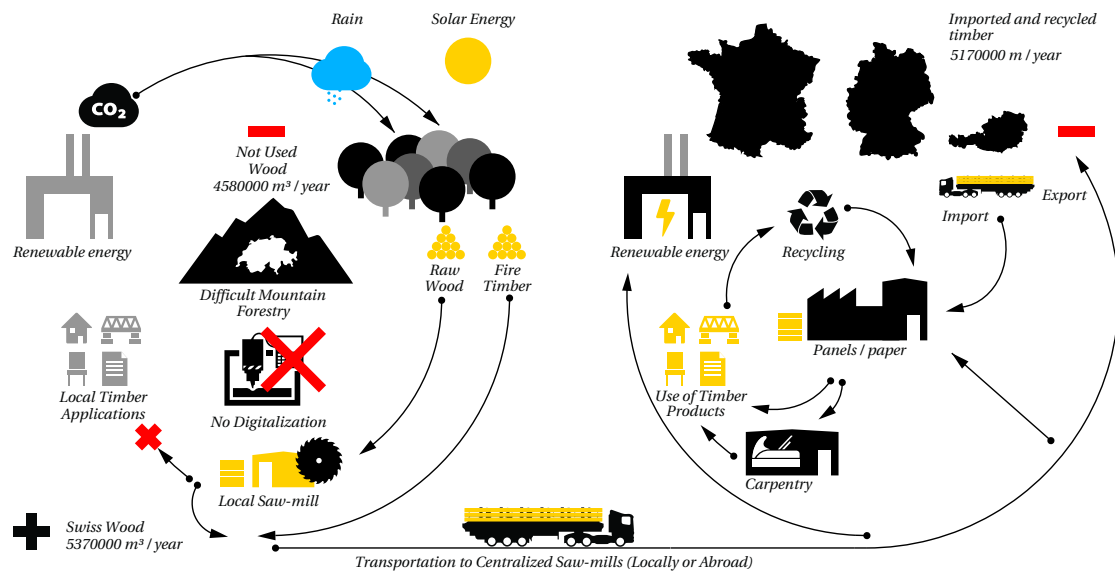 Rain
Solar Energy
CO₂
Not Used
Wood
4580000 m³ / year
Renewable energy
Difficult Mountain
Forestry
Raw
Wood
Fire
Timber
Local Timber
Applications
No Digitalization
Local Saw-mill
Swiss Wood
5370000 m³ / year
Transportation to Centralized Saw-mills (Locally or Abroad)
Imported and recycled
timber
5170000 m / year
Import
Export
Renewable energy
Recycling
Panels / paper
Use of Timber
Products
Carpentry